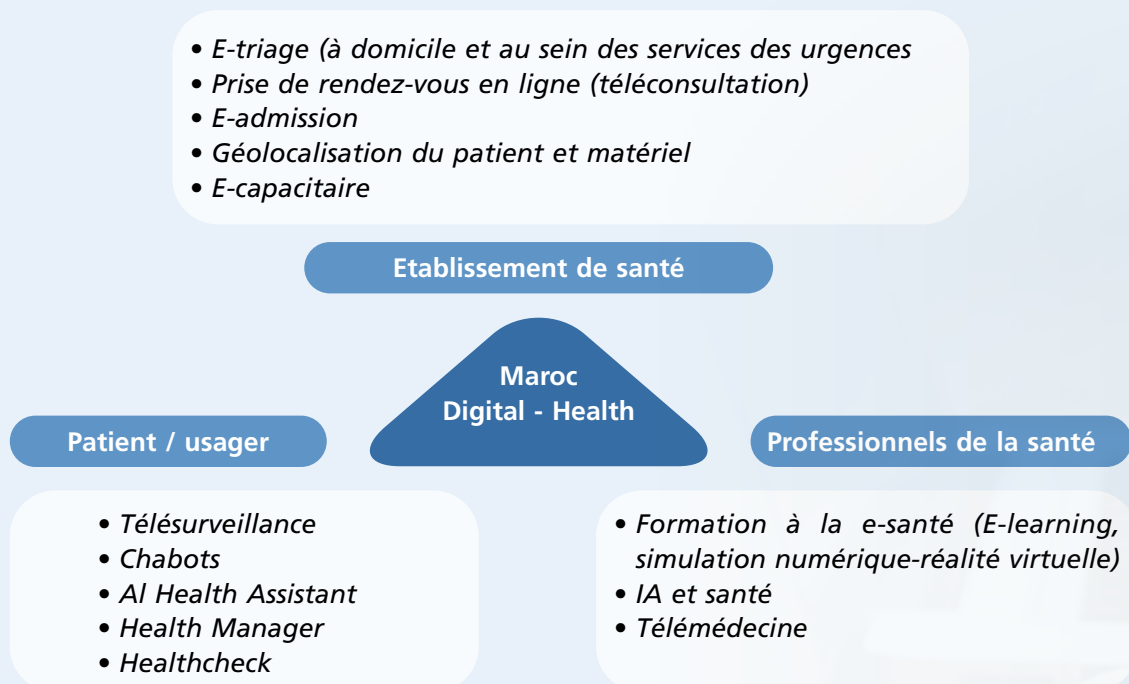 • E-triage (à domicile et au sein des services des urgences
• Prise de rendez-vous en ligne (téléconsultation)
• E-admission
• Géolocalisation du patient et matériel
• E-capacitaire
Etablissement de santé
Maroc
Digital - Health
Patient / usager
Professionnels de la santé
• Télésurveillance
• Chabots
• Al Health Assistant
• Health Manager
• Healthcheck
• Formation à la e-santé (E-learning,
simulation numérique-réalité virtuelle)
• IA et santé
• Télémédecine